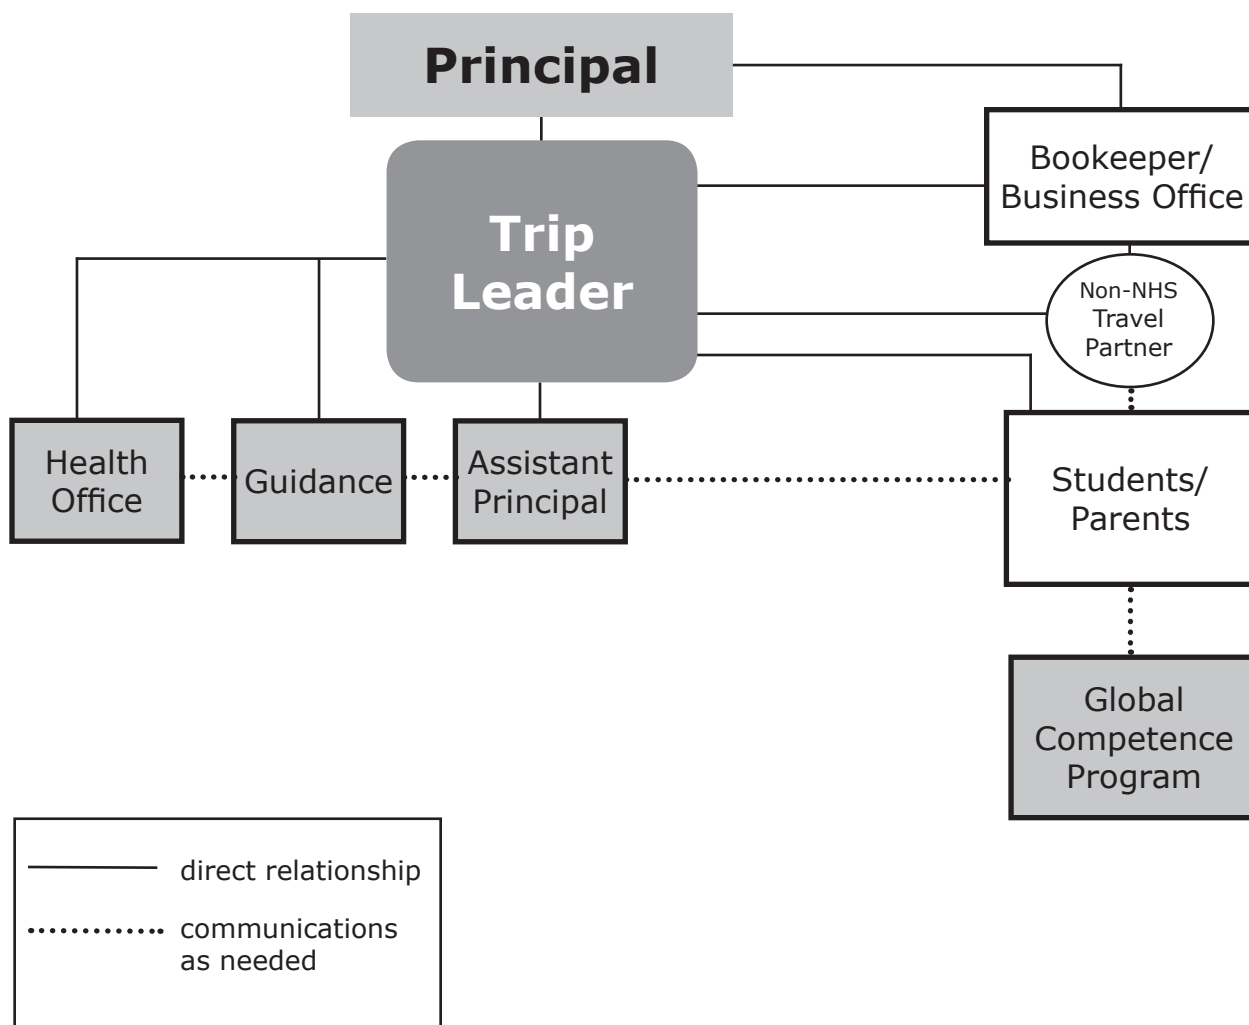 Principal
Bookeeper/
Business Office
Trip
Leader
Non-NHS
Travel
Partner
Health
Office
Guidance
Assistant
Principal
Students/
Parents
Global
Competence
Program
direct relationship
communications
as needed